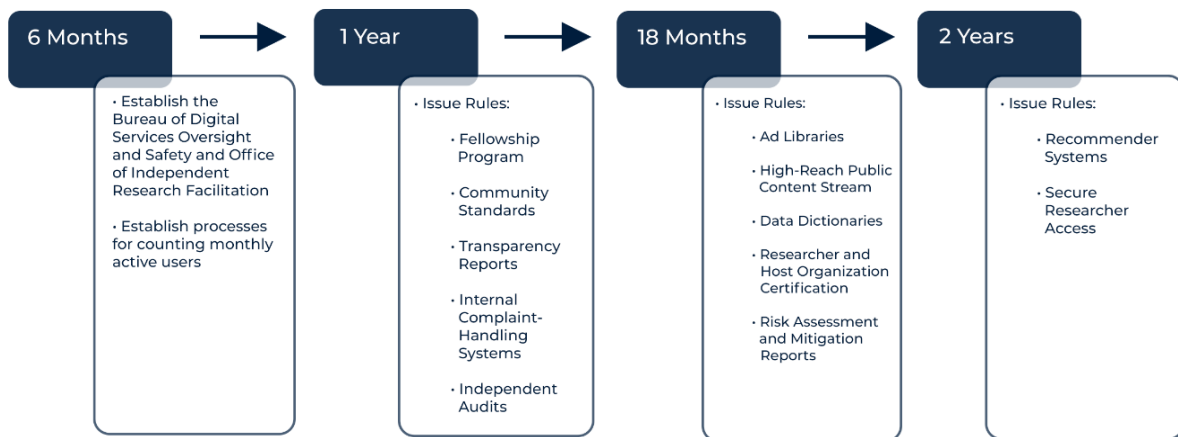 6 Months
• Establish the
Bureau of Digital
Services Oversight
and Safety and Office
of Independent
Research Facilitation
• Establish processes
for counting monthly
active users
1 Year
• Issue Rules:
• Fellowship
Program
• Community
Standards
• Transparency
Reports
• Internal
Complaint-
Handling
Systems
• Independent
Audits
18 Months
• Issue Rules:
• Ad Libraries
• High-Reach Public
Content Stream
• Data Dictionaries
• Researcher and
Host Organization
Certification
• Risk Assessment
and Mitigation
Reports
2 Years
• Issue Rules:
• Recommender
Systems
• Secure
Researcher
Access